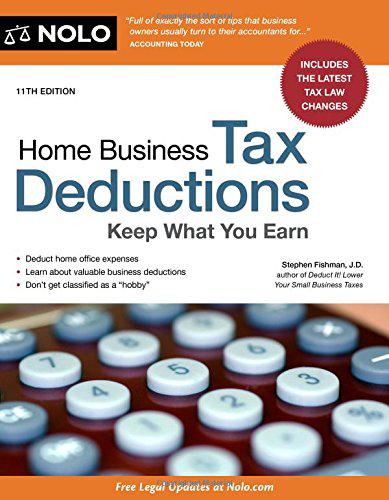 NOLO
"Full of exactly the sort of tips that business
owners usually turn to their accountants for..."
ACCOUNTING TODAY
11TH EDITION
INCLUDES
THE LATEST
TAX LAW
CHANGES
Home Business Tax
Deductions
Keep What You Earn
• Deduct home office expenses
• Learn about valuable business deductions
• Don't get classified as a "hobby"
Stephen Fishman, J.D.
author of Deduct It! Lower
Your Small Business Taxes
7
9
8
6
5
4
3
2
1
Free Legal Updates at Nolo.com